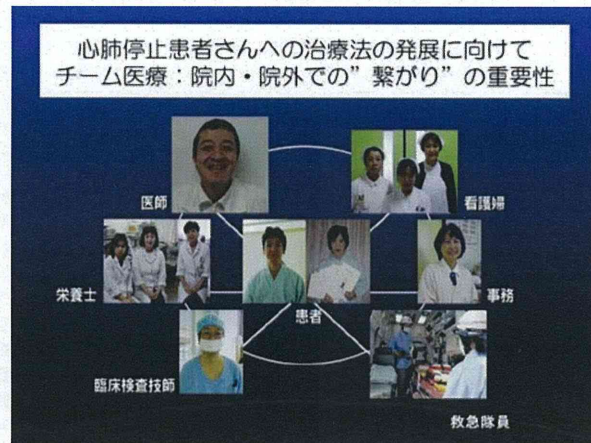 心肺停止患者さんへの治療法の発展に向けて
チーム医療：院内・院外での”繋がり”の重要性
医師
看護婦
栄養士
患者
事務
臨床検査技師
救急隊員